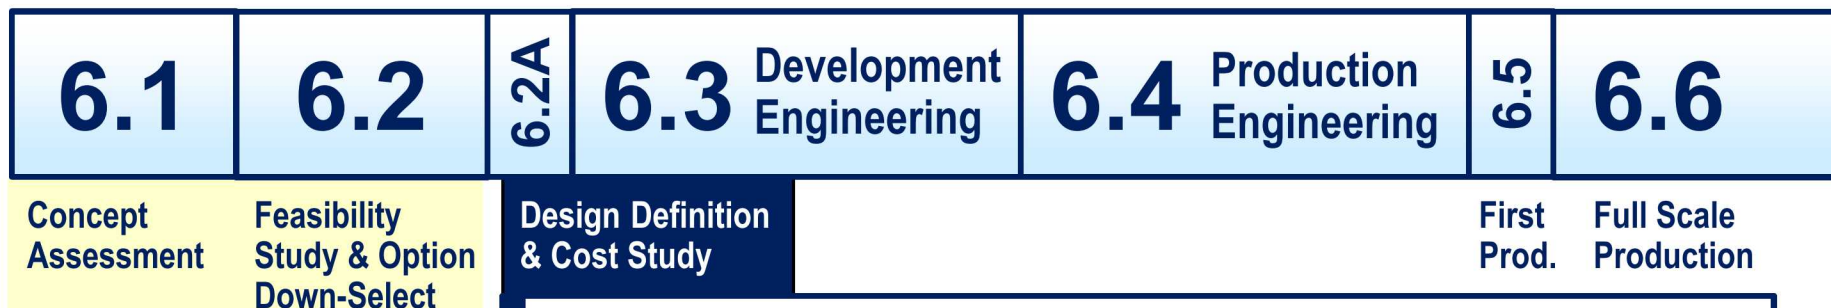 6.1
6.2
6.2A
6.3 Development
Engineering
6.4 Production
Engineering
6.5
6.6
Concept
Assessment
Feasibility
Study & Option
Down-Select
Design Definition
& Cost Study
First
Prod.
Full Scale
Production